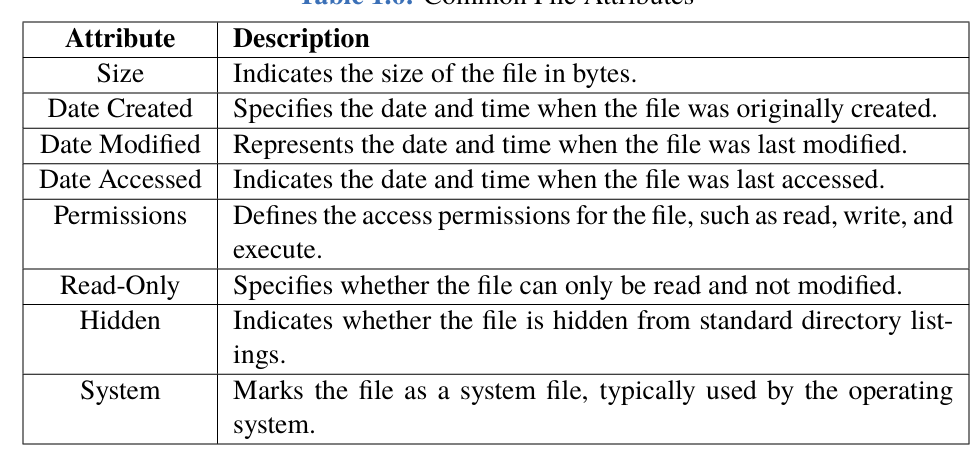 Table 1.6: Common File Attributes
Attribute Description
Size Indicates the size of the file in bytes.
Date Created Specifies the date and time when the file was originally created.
Date Modified Represents the date and time when the file was last modified.
Date Accessed Indicates the date and time when the file was last accessed.
Permissions Defines the access permissions for the file, such as read, write, and
execute.
Read-Only Specifies whether the file can only be read and not modified.
Hidden Indicates whether the file is hidden from standard directory list-
ings.
System Marks the file as a system file, typically used by the operating
system.